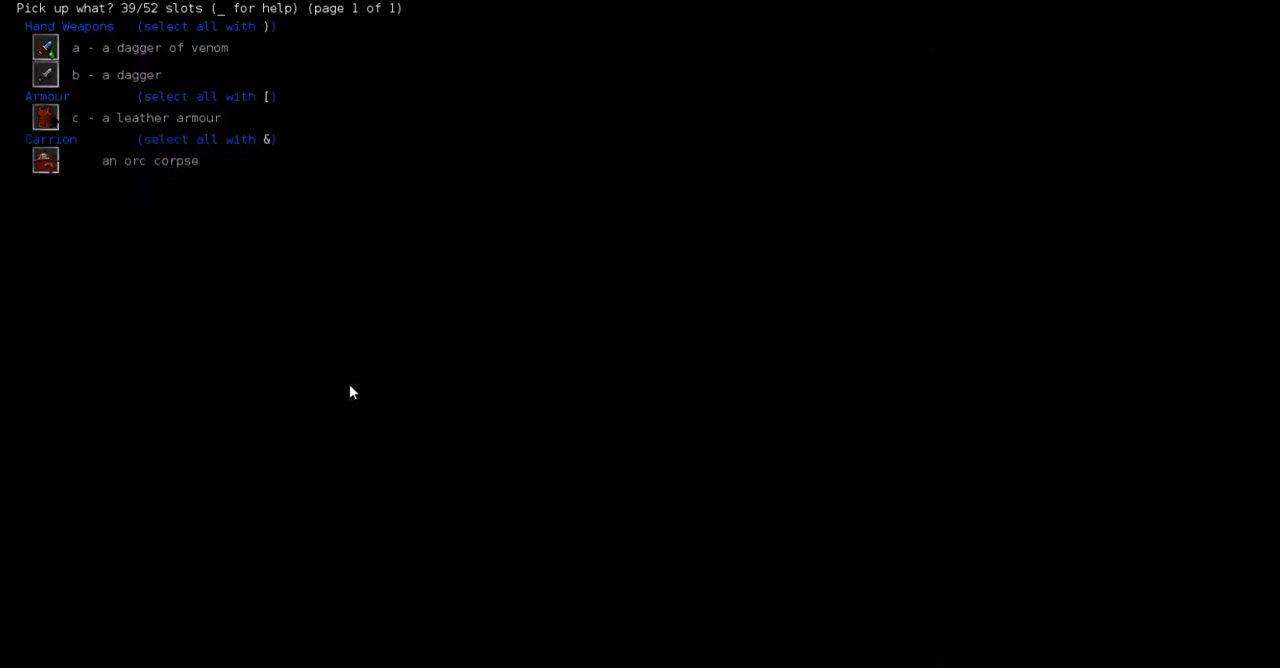 Pick up what? 39/52 slots (_ for help) (page 1 of 1)
Hand Weapons (select all with ))
a - a dagger of venom
b - a dagger
Armour (select all with [)
c - a leather armour
Carrion (select all with &)
an orc corpse